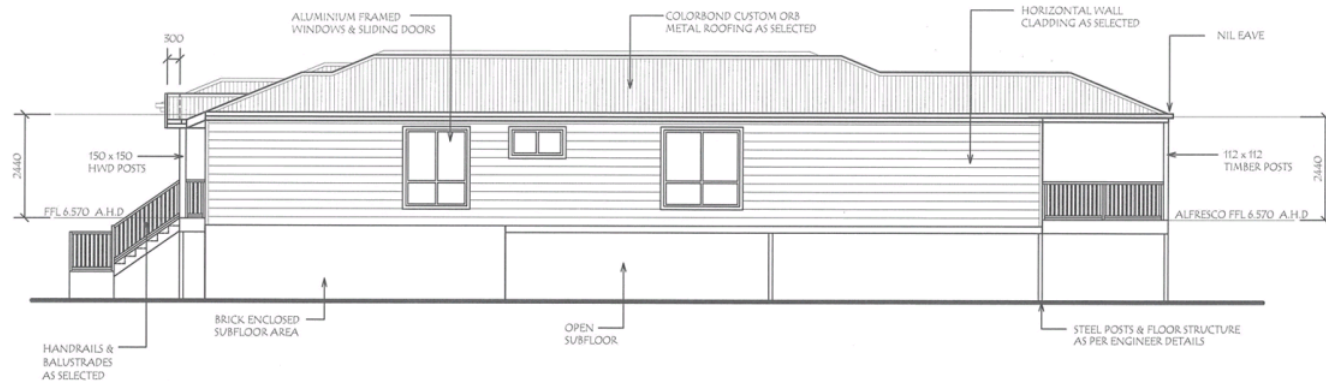 ALUMINIUM FRAMED
WINDOWS & SLIDING DOORS
COLORBOND CUSTOM ORB
METAL ROOFING AS SELECTED
HORIZONTAL WALL
CLADDING AS SELECTED
NIL EAVE
300
2440
150 x 150
HWD POSTS
112 x 112
TIMBER POSTS
2440
FFL 6.570 A.H.D
ALFRESCO FFL 6.570 A.H.D
BRICK ENCLOSED
SUBFLOOR AREA
OPEN
SUBFLOOR
STEEL POSTS & FLOOR STRUCTURE
AS PER ENGINEER DETAILS
HANDRAILS &
BALUSTRADES
AS SELECTED